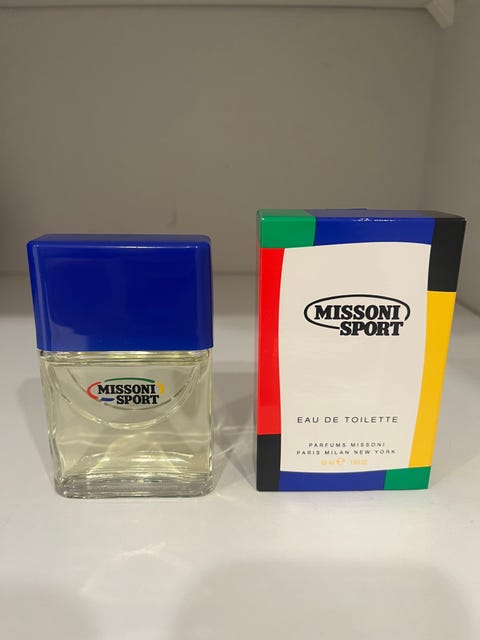 MISSONI
SPORT
MISSONI
SPORT
EAU DE TOILETTE
PARFUMS MISSONI
PARIS MILAN NEW YORK